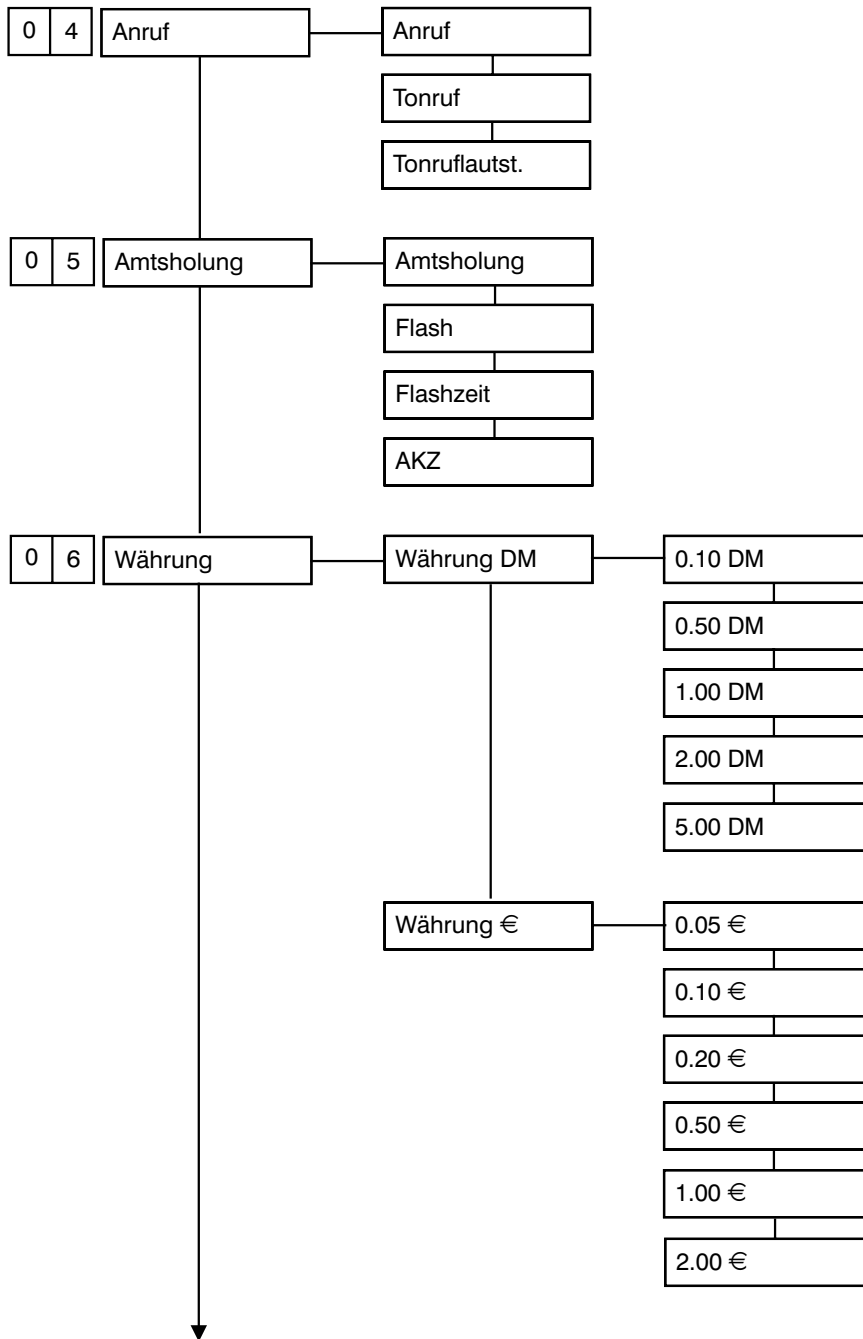 0 4 Anruf Anruf
Tonruf
Tonruflautst.
0 5 Amtsholung Amtsholung
Flash
Flashzeit
AKZ
0 6 Währung Währung DM 0.10 DM
0.50 DM
1.00 DM
2.00 DM
5.00 DM
Währung € 0.05 €
0.10 €
0.20 €
0.50 €
1.00 €
2.00 €